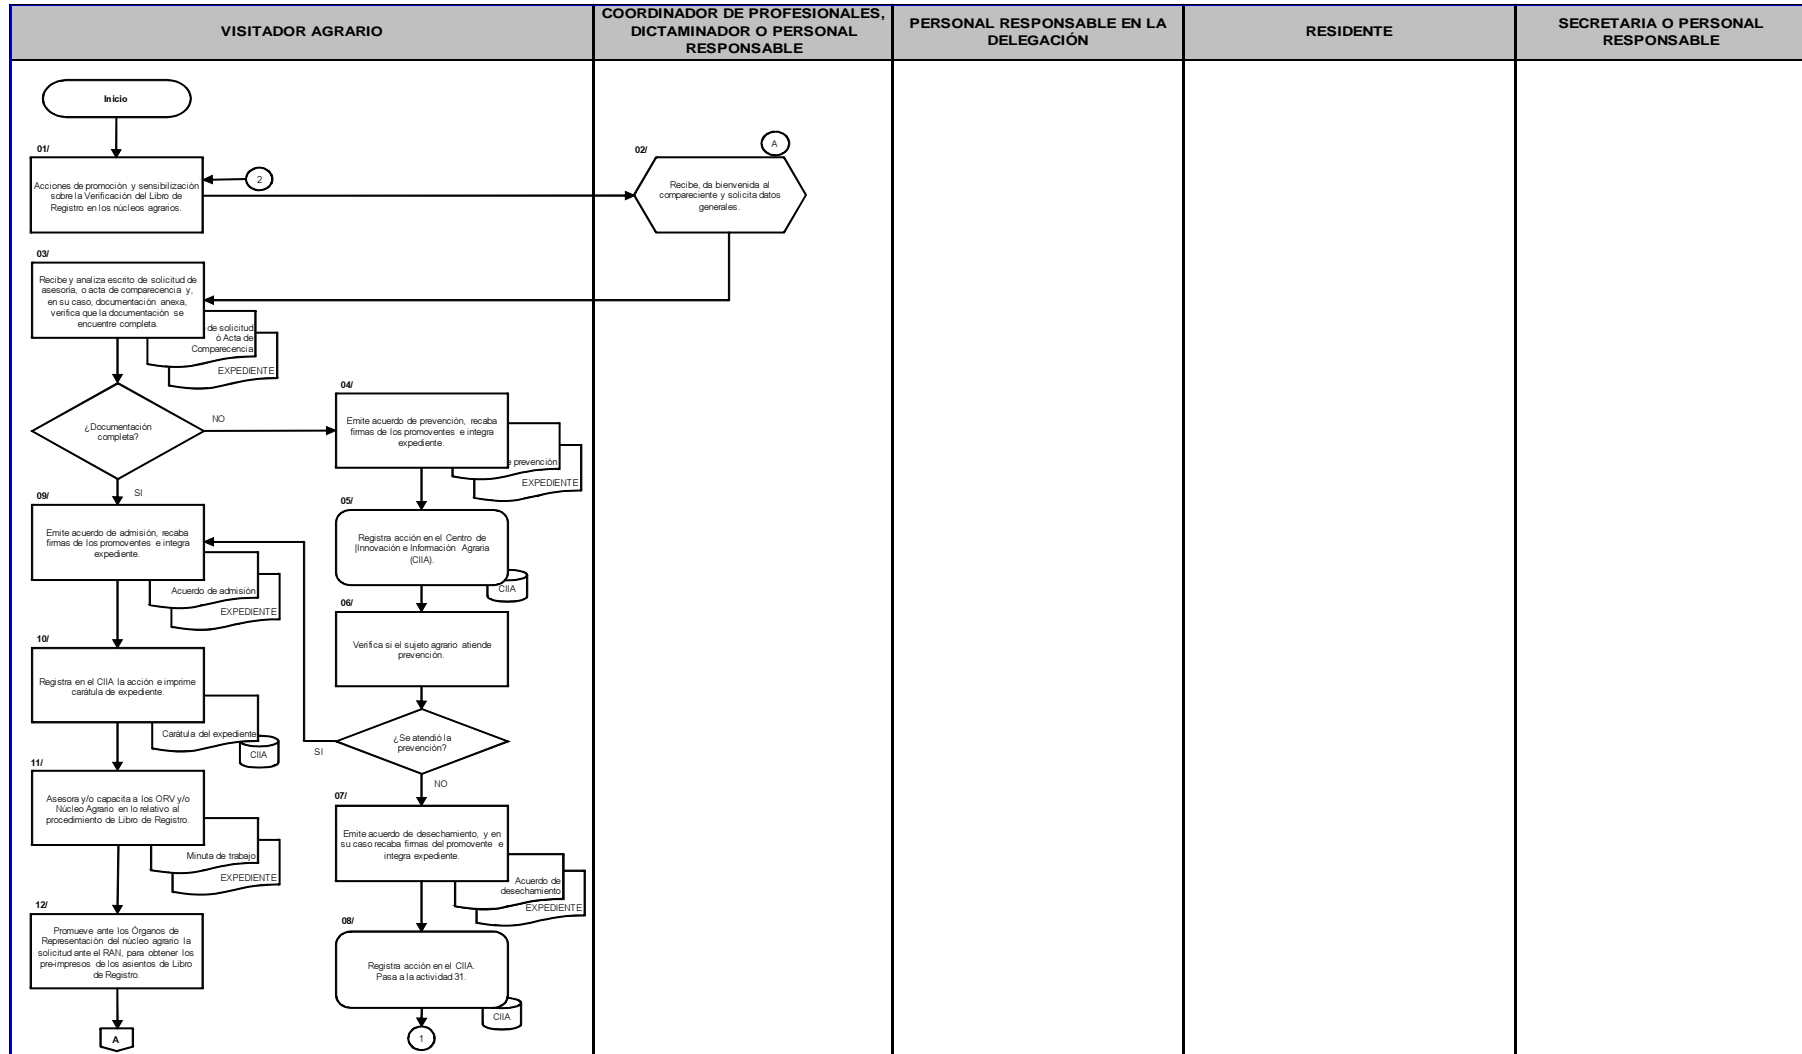 VISITADOR AGRARIO
COORDINADOR DE PROFESIONALES,
DICTAMINADOR O PERSONAL
RESPONSABLE
PERSONAL RESPONSABLE EN LA
DELEGACIÓN
RESIDENTE
SECRETARIA O PERSONAL
RESPONSABLE
Inicio
01/
Acciones de promoción y sensibilización
sobre la Verificación del Libro de
Registro en los núcleos agrarios.
2
02/
A
Recibe, da bienvenida al
compareciente y solicita datos
generales.
03/
Recibe y analiza escrito de solicitud de
asesoría, o acta de comparecencia y,
en su caso, documentación anexa,
verifica que la documentación se
encuentre completa.
de solicitud
ó Acta de
Comparecencia
EXPEDIENTE
¿Documentación
completa?
NO
SI
04/
Emite acuerdo de prevención, recaba
firmas de los promoventes e integra
expediente.
e prevención
EXPEDIENTE
05/
Registra acción en el Centro de
|Innovación e Información Agraria
(CIIA).
CIIA
06/
Verifica si el sujeto agrario atiende
prevención.
¿Se atendió la
prevención?
SI
NO
07/
Emite acuerdo de desechamiento, y en
su caso recaba firmas del promovente e
integra expediente.
Acuerdo de
desechamiento
EXPEDIENTE
08/
Registra acción en el CIIA.
Pasa a la actividad 31.
CIIA
1
09/
Emite acuerdo de admisión, recaba
firmas de los promoventes e integra
expediente.
Acuerdo de admisión
EXPEDIENTE
10/
Registra en el CIIA la acción e imprime
carátula de expediente.
Carátula del expediente
CIIA
11/
Asesora y/o capacita a los ORV y/o
Núcleo Agrario en lo relativo al
procedimiento de Libro de Registro.
Minuta de trabajo
EXPEDIENTE
12/
Promueve ante los Órganos de
Representación del núcleo agrario la
solicitud ante el RAN, para obtener los
pre-impresos de los asientos de Libro
de Registro.
A